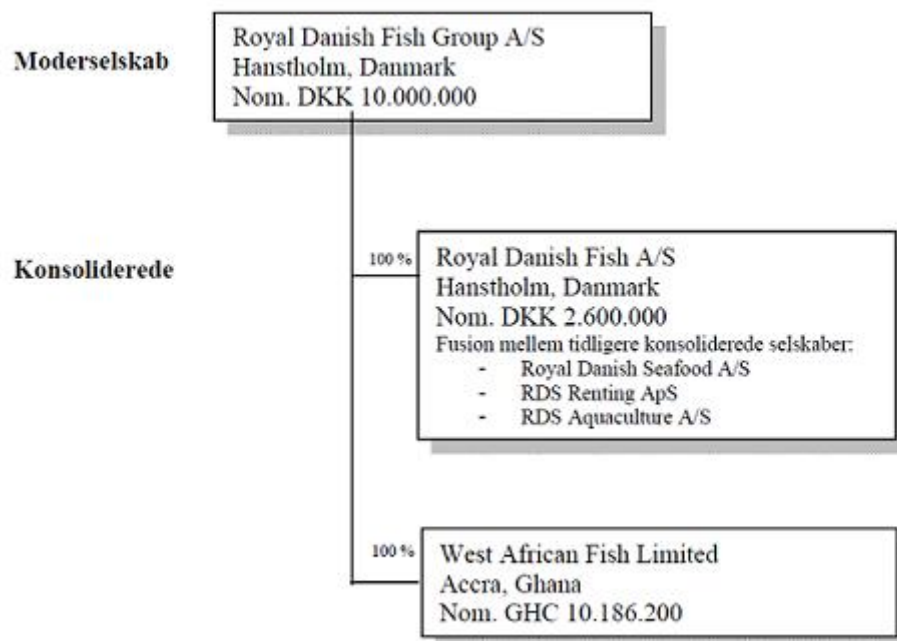 Moderselskab
Royal Danish Fish Group A/S
Hanstholm, Danmark
Nom. DKK 10.000.000
Konsoliderede
100 %
Royal Danish Fish A/S
Hanstholm, Danmark
Nom. DKK 2.600.000
Fusion mellem tidligere konsoliderede selskaber:
- Royal Danish Seafood A/S
- RDS Renting ApS
- RDS Aquaculture A/S
100 %
West African Fish Limited
Accra, Ghana
Nom. GHC 10.186.200